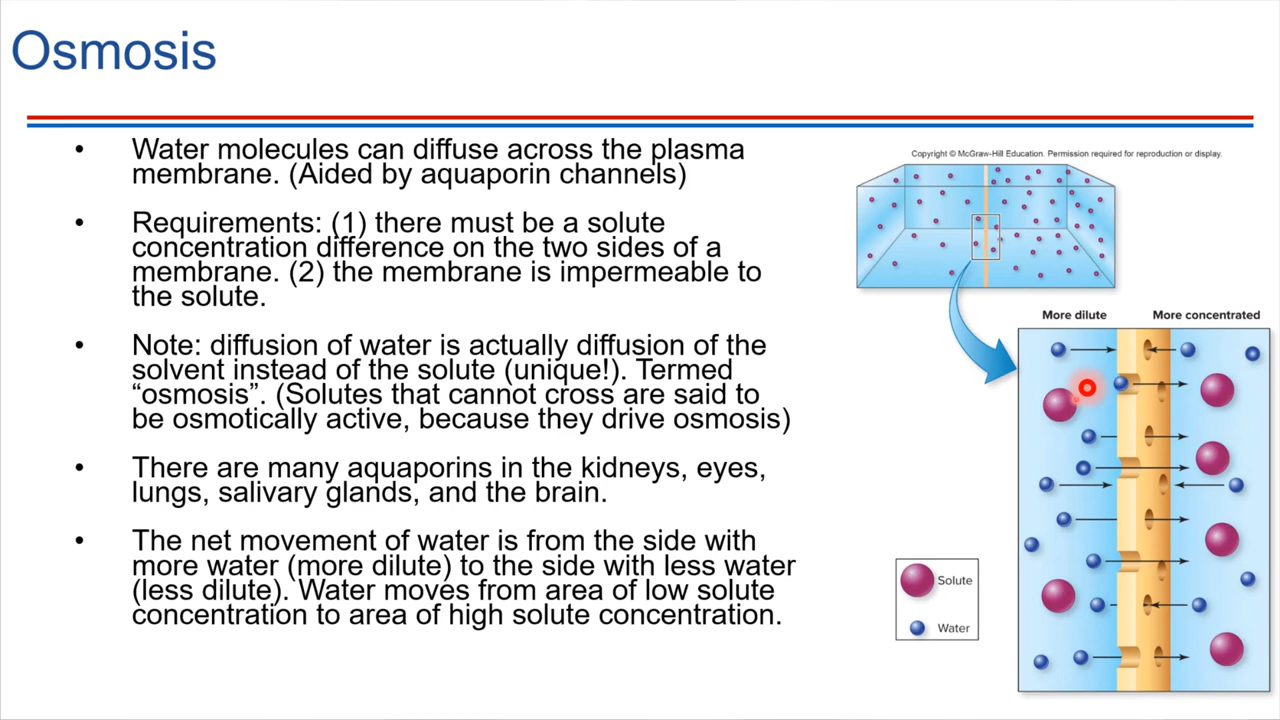 Osmosis
• Water molecules can diffuse across the plasma
membrane. (Aided by aquaporin channels)
• Requirements: (1) there must be a solute
concentration difference on the two sides of a
membrane. (2) the membrane is impermeable to
the solute.
• Note: diffusion of water is actually diffusion of the
solvent instead of the solute (unique!). Termed
“osmosis”. (Solutes that cannot cross are said to
be osmotically active, because they drive osmosis)
• There are many aquaporins in the kidneys, eyes,
lungs, salivary glands, and the brain.
• The net movement of water is from the side with
more water (more dilute) to the side with less water
(less dilute). Water moves from area of low solute
concentration to area of high solute concentration.
Copyright © McGraw-Hill Education. Permission required for reproduction or display.
More dilute
More concentrated
Solute
Water